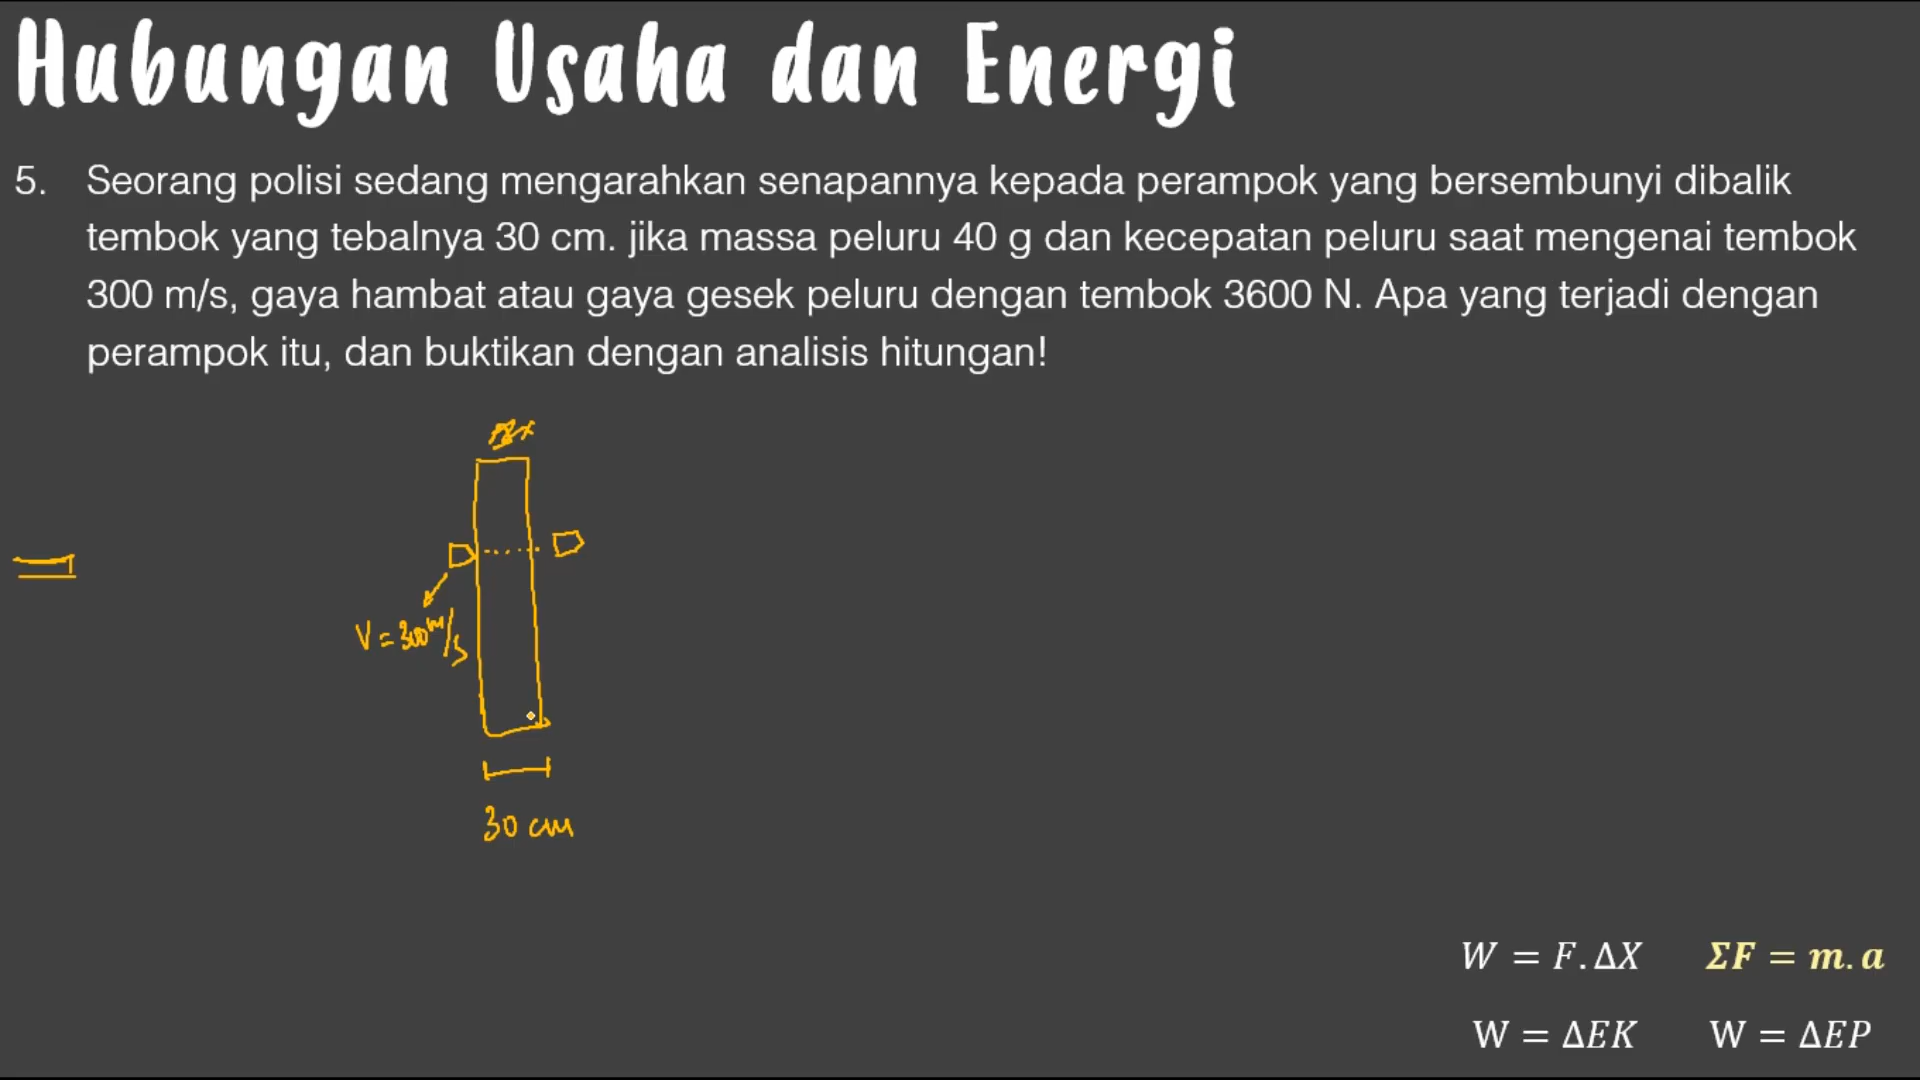 Hubungan Usaha dan Energi
5. Seorang polisi sedang mengarahkan senapannya kepada perampok yang bersembunyi dibalik
tembok yang tebalnya 30 cm. jika massa peluru 40 g dan kecepatan peluru saat mengenai tembok
300 m/s, gaya hambat atau gaya gesek peluru dengan tembok 3600 N. Apa yang terjadi dengan
perampok itu, dan buktikan dengan analisis hitungan!
V = 300 m/s
30 cm
W = F.ΔX ΣF = m.a
W = ΔEK W = ΔEP